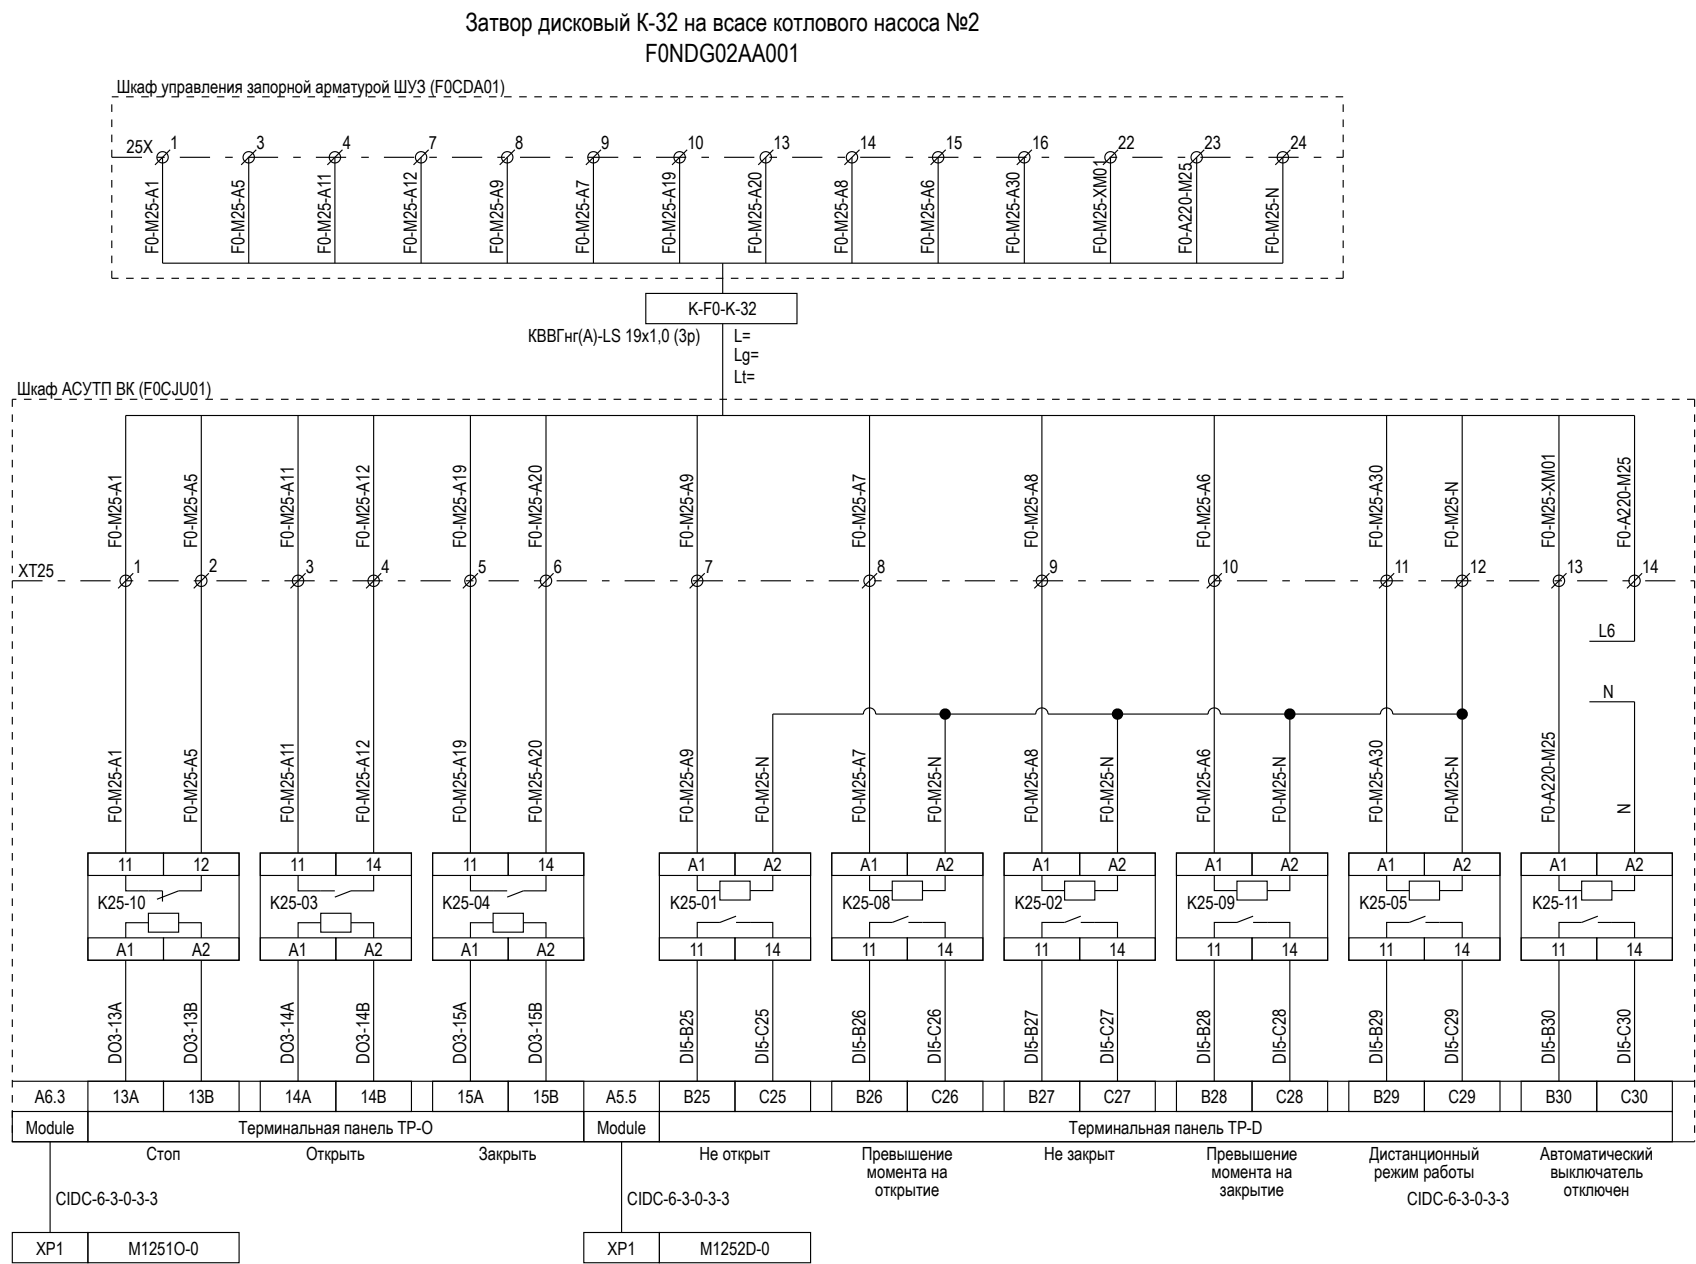 Затвор дисковый К-32 на всасе котлового насоса №2
F0NDG02AA001
Шкаф управления запорной арматурой ШУЗ (F0CDA01)
25X 1 3 4 7 8 9 10 13 14 15 16 22 23 24
F0-M25-A1 F0-M25-A5 F0-M25-A11 F0-M25-A12 F0-M25-A9 F0-M25-A7 F0-M25-A19 F0-M25-A20 F0-M25-A8 F0-M25-A6 F0-M25-A30 F0-M25-XM01 F0-A220-M25 F0-M25-N
K-F0-K-32
КВВГнг(А)-LS 19x1,0 (3р) L=
Lg=
Lt=
Шкаф АСУТП ВК (F0CJU01)
F0-M25-A1 F0-M25-A5 F0-M25-A11 F0-M25-A12 F0-M25-A19 F0-M25-A20 F0-M25-A9 F0-M25-A7 F0-M25-A8 F0-M25-A6 F0-M25-A30 F0-M25-N F0-M25-XM01 F0-A220-M25
XT25 1 2 3 4 5 6 7 8 9 10 11 12 13 14
L6
N
F0-M25-A1 F0-M25-A5 F0-M25-A11 F0-M25-A12 F0-M25-A19 F0-M25-A20 F0-M25-A9 F0-M25-N F0-M25-A7 F0-M25-N F0-M25-A8 F0-M25-N F0-M25-A6 F0-M25-N F0-M25-A30 F0-M25-N F0-A220-M25 N
11 12 11 14 11 14 A1 A2 A1 A2 A1 A2 A1 A2 A1 A2 A1 A2
K25-10 K25-03 K25-04 K25-01 K25-08 K25-02 K25-09 K25-05 K25-11
A1 A2 A1 A2 A1 A2 11 14 11 14 11 14 11 14 11 14 11 14
DO3-13A DO3-13B DO3-14A DO3-14B DO3-15A DO3-15B DI5-B25 DI5-C25 DI5-B26 DI5-C26 DI5-B27 DI5-C27 DI5-B28 DI5-C28 DI5-B29 DI5-C29 DI5-B30 DI5-C30
A6.3 13A 13B 14A 14B 15A 15B A5.5 B25 C25 B26 C26 B27 C27 B28 C28 B29 C29 B30 C30
Module Терминальная панель TP-O Module Терминальная панель TP-D
Стоп Открыть Закрыть Не открыт Превышение Не закрыт Превышение Дистанционный Автоматический
момента на момента на режим работы выключатель
открытие закрытие отключен
CIDC-6-3-0-3-3 CIDC-6-3-0-3-3 CIDC-6-3-0-3-3
XP1 M1251O-0 XP1 M1252D-0